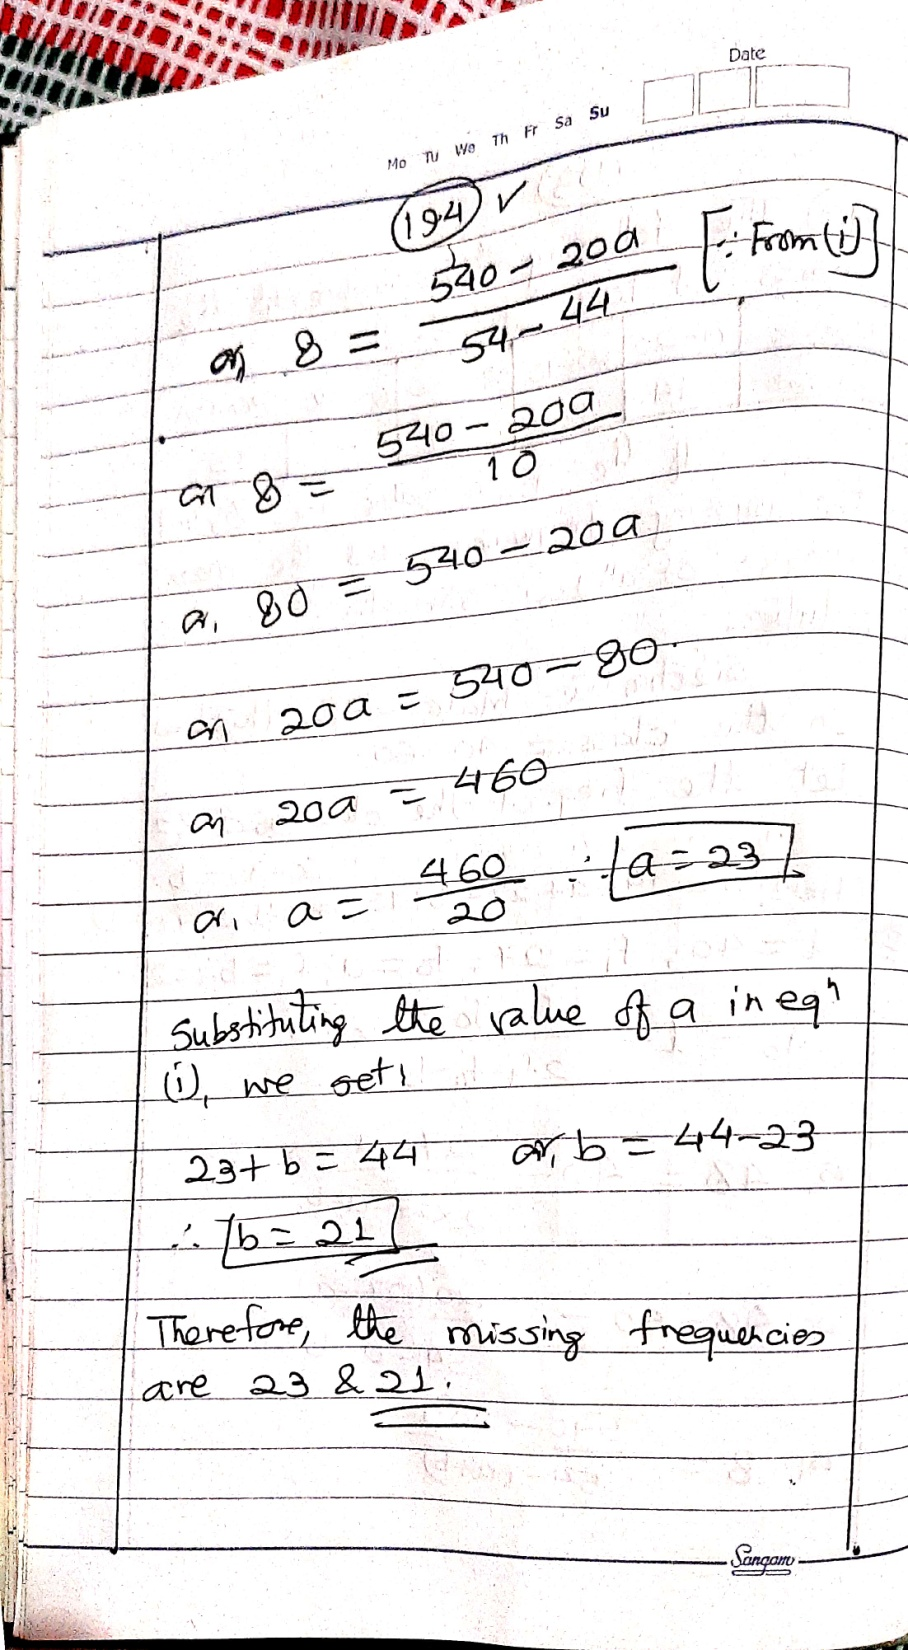 Date
Mo Tu We Th Fr Sa Su
194 ✓
or, 8 = (540 - 20a)/(54 - 44) [∵ From (i)]
or 8 = (540 - 20a)/10
or, 80 = 540 - 20a
or 20a = 540 - 80
or 20a = 460
or, a = 460/20 ∴ a = 23
Substituting the value of a in eqⁿ
(i), we get,
23 + b = 44 or, b = 44 - 23
∴ b = 21
Therefore, the missing frequencies
are 23 & 21.
Sangam